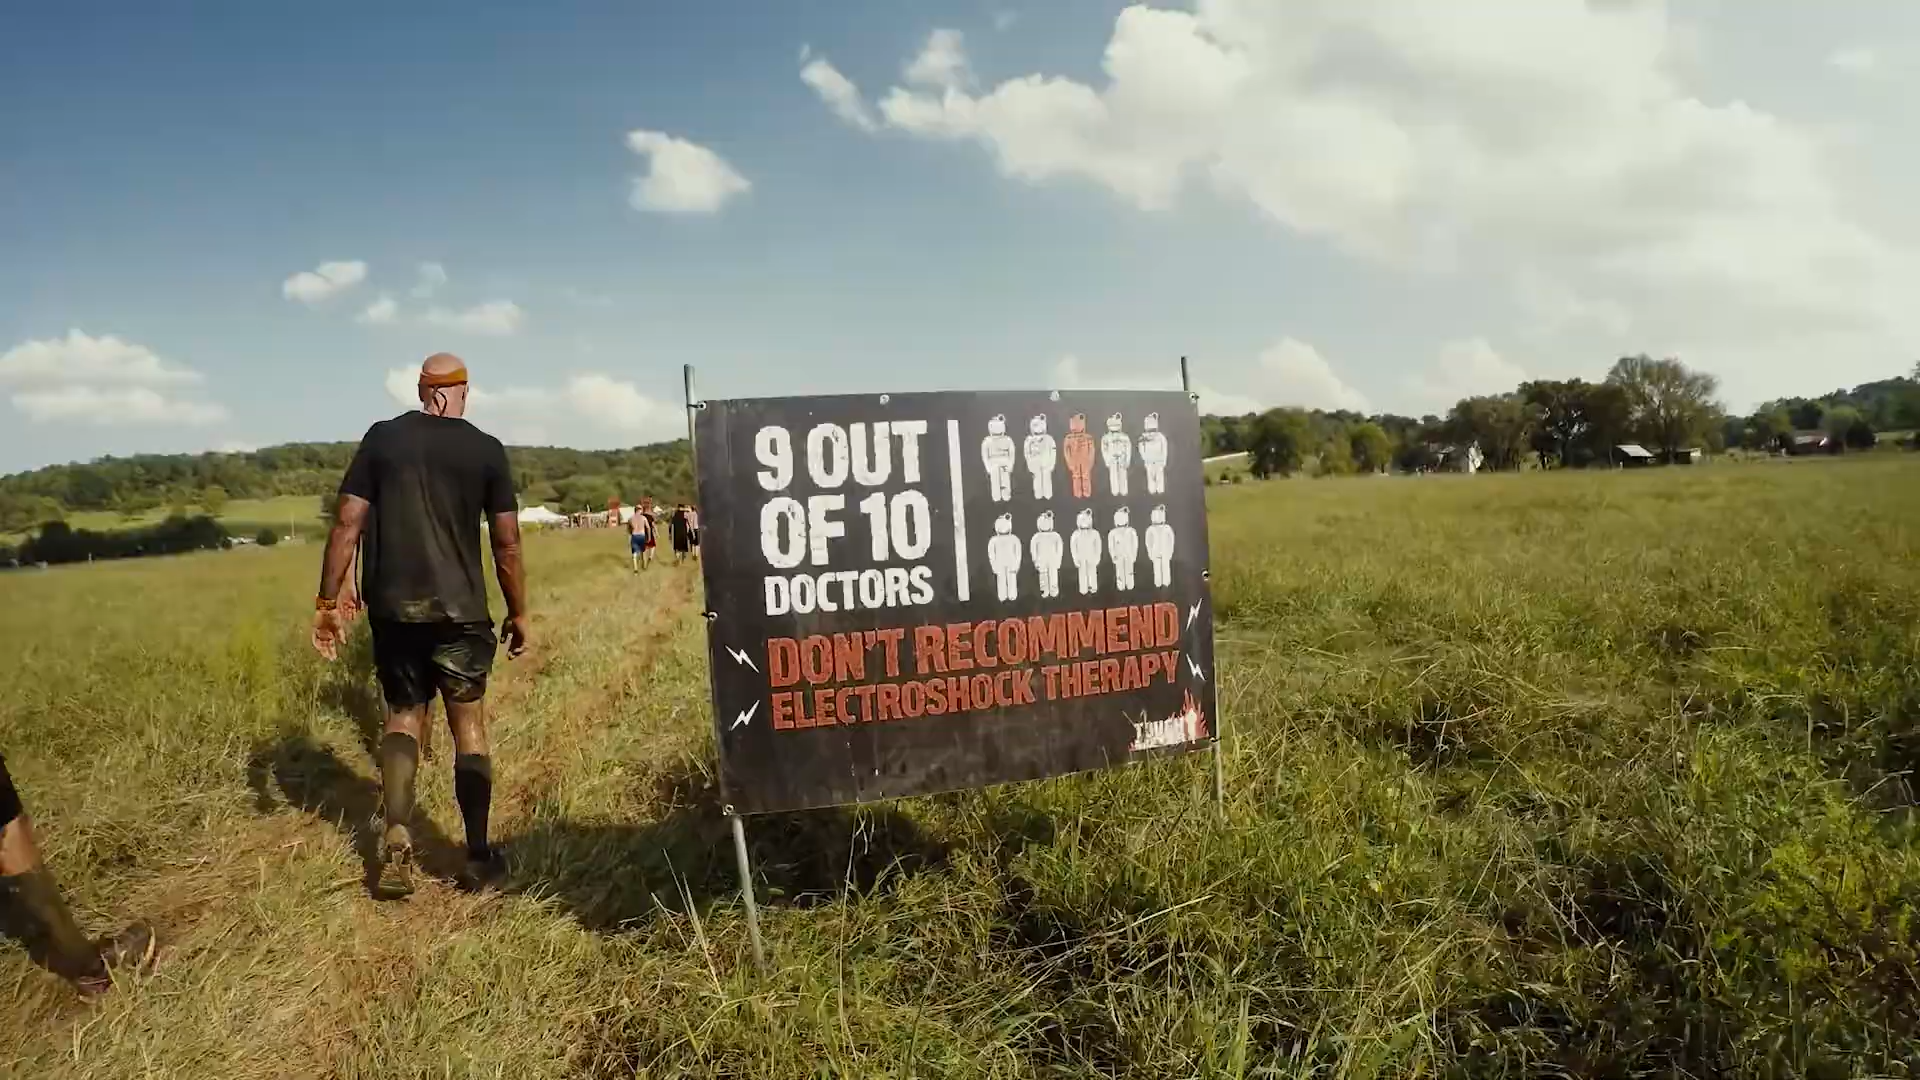 9 OUT
OF 10
DOCTORS
DON'T RECOMMEND
ELECTROSHOCK THERAPY